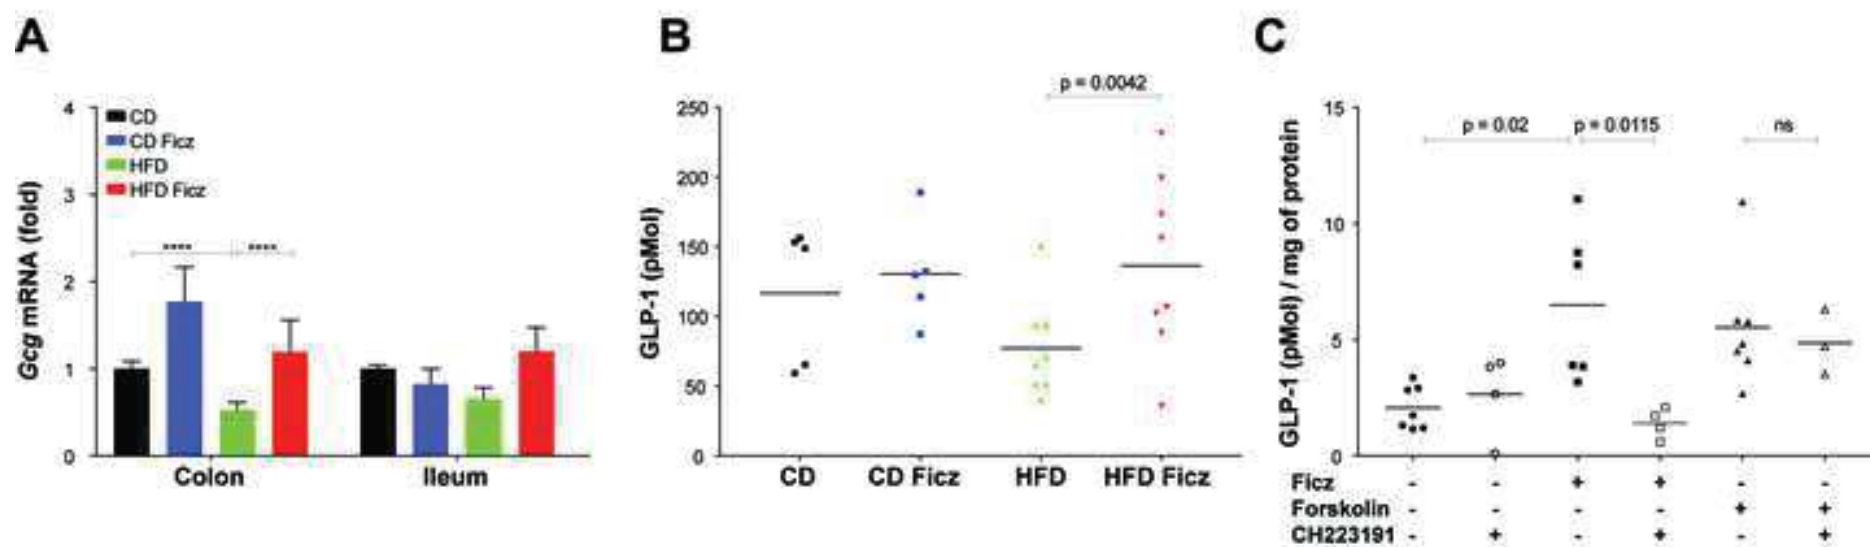 A
Gcg mRNA (fold)
4
3
2
1
0
CD
CD Ficz
HFD
HFD Ficz
****
****
Colon
Ileum
B
GLP-1 (pMol)
250
200
150
100
50
0
p = 0.0042
CD
CD Ficz
HFD
HFD Ficz
C
GLP-1 (pMol) / mg of protein
15
10
5
0
p = 0.02
p = 0.0115
ns
Ficz - - + + - -
Forskolin - - - - + +
CH223191 - + - + - +